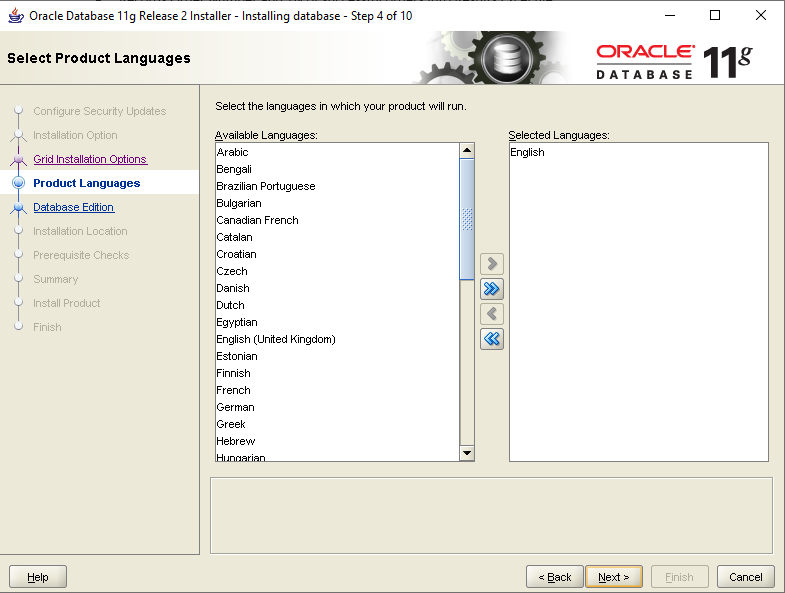 Oracle Database 11g Release 2 Installer - Installing database - Step 4 of 10
Select Product Languages
ORACLE
DATABASE
11g
Configure Security Updates
Installation Option
Grid Installation Options
Product Languages
Database Edition
Installation Location
Prerequisite Checks
Summary
Install Product
Finish
Select the languages in which your product will run.
Available Languages:
Arabic
Bengali
Brazilian Portuguese
Bulgarian
Canadian French
Catalan
Croatian
Czech
Danish
Dutch
Egyptian
English (United Kingdom)
Estonian
Finnish
French
German
Greek
Hebrew
Hungarian
Selected Languages:
English
Help
< Back
Next >
Finish
Cancel